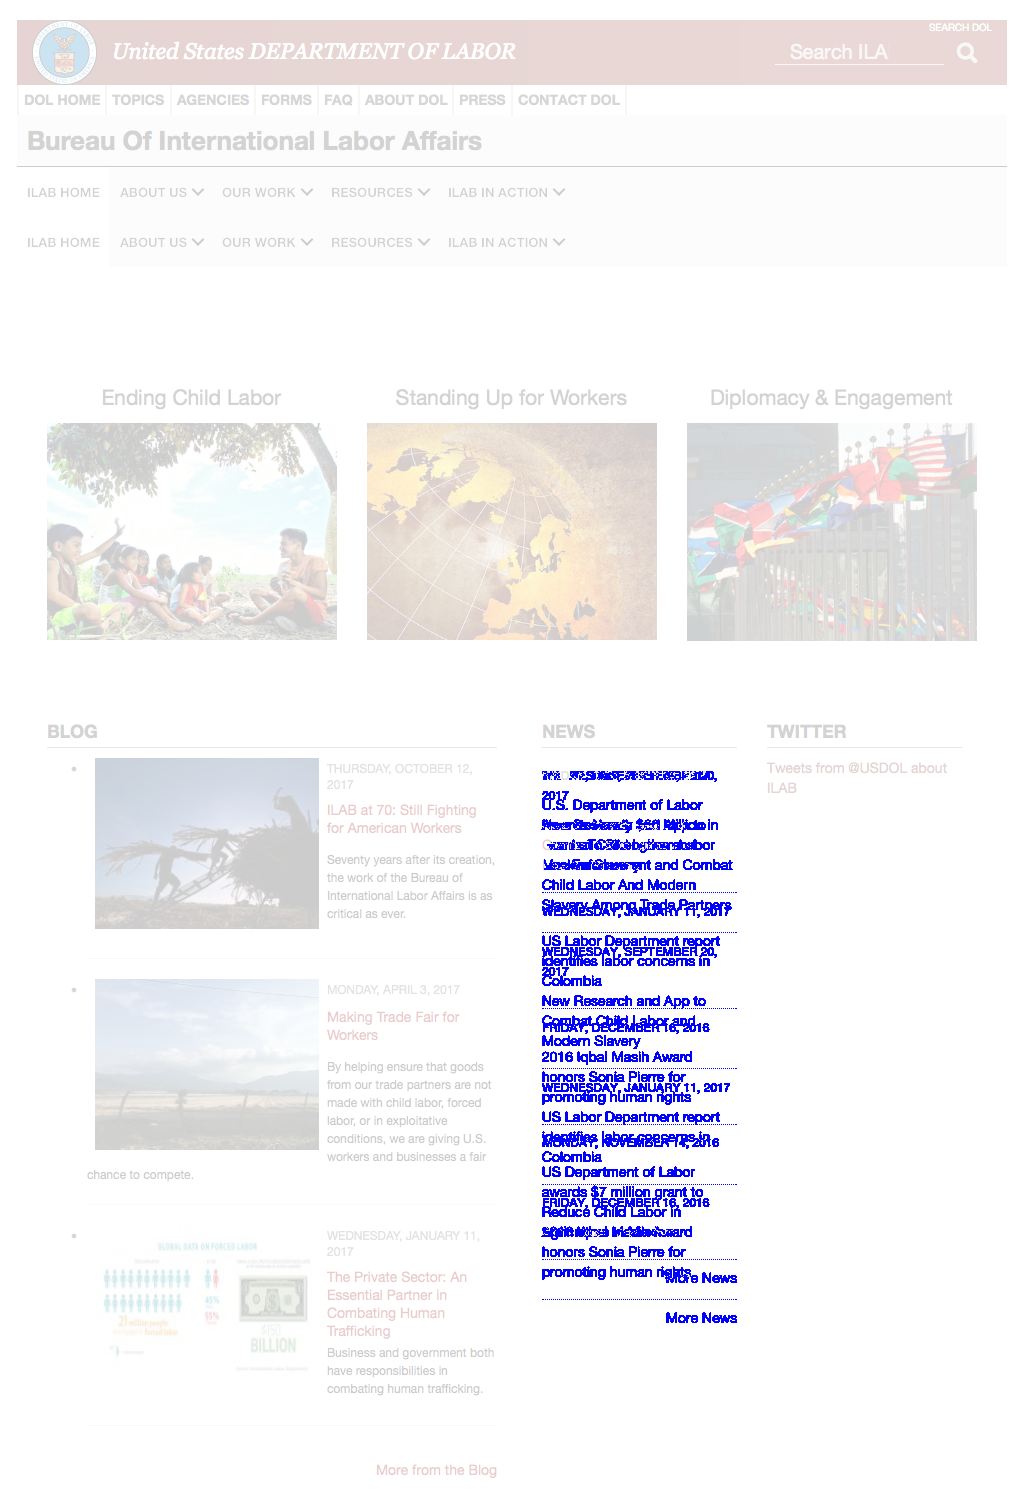 SEARCH DOL
United States DEPARTMENT OF LABOR
Search ILA
DOL HOME TOPICS AGENCIES FORMS FAQ ABOUT DOL PRESS CONTACT DOL
Bureau Of International Labor Affairs
ILAB HOME ABOUT US OUR WORK RESOURCES ILAB IN ACTION
ILAB HOME ABOUT US OUR WORK RESOURCES ILAB IN ACTION
Ending Child Labor
Standing Up for Workers
Diplomacy & Engagement
BLOG
THURSDAY, OCTOBER 12,
2017
ILAB at 70: Still Fighting
for American Workers
Seventy years after its creation,
the work of the Bureau of
International Labor Affairs is as
critical as ever.
MONDAY, APRIL 3, 2017
Making Trade Fair for
Workers
By helping ensure that goods
from our trade partners are not
made with child labor, forced
labor, or in exploitative
conditions, we are giving U.S.
workers and businesses a fair
chance to compete.
GLOBAL DATA ON FORCED LABOR
45%
55%
21 million people
$150
BILLION
WEDNESDAY, JANUARY 11,
2017
The Private Sector: An
Essential Partner in
Combating Human
Trafficking
Business and government both
have responsibilities in
combating human trafficking.
More from the Blog
NEWS
2017
U.S. Department of Labor
and Combat
Child Labor And Modern
Slavery Among Trade Partners
WEDNESDAY, JANUARY 11, 2017
US Labor Department report
WEDNESDAY, SEPTEMBER 20,
identifies labor concerns in
2017
Colombia
New Research and App to
Combat Child Labor and
FRIDAY, DECEMBER 16, 2016
Modern Slavery
2016 Iqbal Masih Award
honors Sonia Pierre for
WEDNESDAY, JANUARY 11, 2017
promoting human rights
US Labor Department report
identifies labor concerns in
MONDAY, NOVEMBER 14, 2016
Colombia
US Department of Labor
awards $7 million grant to
FRIDAY, DECEMBER 16, 2016
Reduce Child Labor in
Award
honors Sonia Pierre for
promoting human rights
More News
More News
TWITTER
Tweets from @USDOL about
ILAB